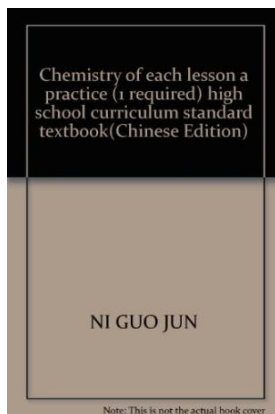 Chemistry of each lesson a
practice (1 required) high
school curriculum standard
textbook(Chinese Edition)
NI GUO JUN
Note: This is not the actual book cover